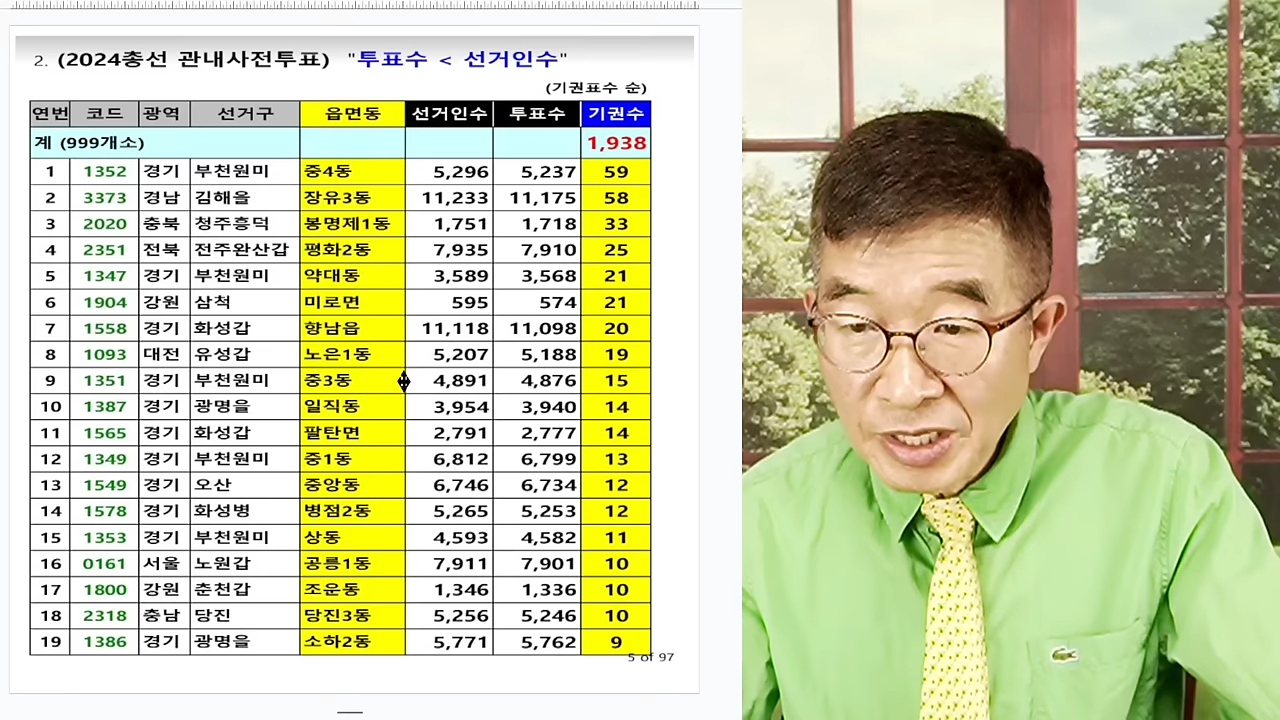 2. (2024총선 관내사전투표) "투표수 < 선거인수"
(기권표수 순)
연번 코드 광역 선거구 읍면동 선거인수 투표수 기권수
계 (999개소) 1,938
1 1352 경기 부천원미 중4동 5,296 5,237 59
2 3373 경남 김해을 장유3동 11,233 11,175 58
3 2020 충북 청주흥덕 봉명제1동 1,751 1,718 33
4 2351 전북 전주완산갑 평화2동 7,935 7,910 25
5 1347 경기 부천원미 약대동 3,589 3,568 21
6 1904 강원 삼척 미로면 595 574 21
7 1558 경기 화성갑 향남읍 11,118 11,098 20
8 1093 대전 유성갑 노은1동 5,207 5,188 19
9 1351 경기 부천원미 중3동 4,891 4,876 15
10 1387 경기 광명을 일직동 3,954 3,940 14
11 1565 경기 화성갑 팔탄면 2,791 2,777 14
12 1349 경기 부천원미 중1동 6,812 6,799 13
13 1549 경기 오산 중앙동 6,746 6,734 12
14 1578 경기 화성병 병점2동 5,265 5,253 12
15 1353 경기 부천원미 상동 4,593 4,582 11
16 0161 서울 노원갑 공릉1동 7,911 7,901 10
17 1800 강원 춘천갑 조운동 1,346 1,336 10
18 2318 충남 당진 당진3동 5,256 5,246 10
19 1386 경기 광명을 소하2동 5,771 5,762 9
5 of 97